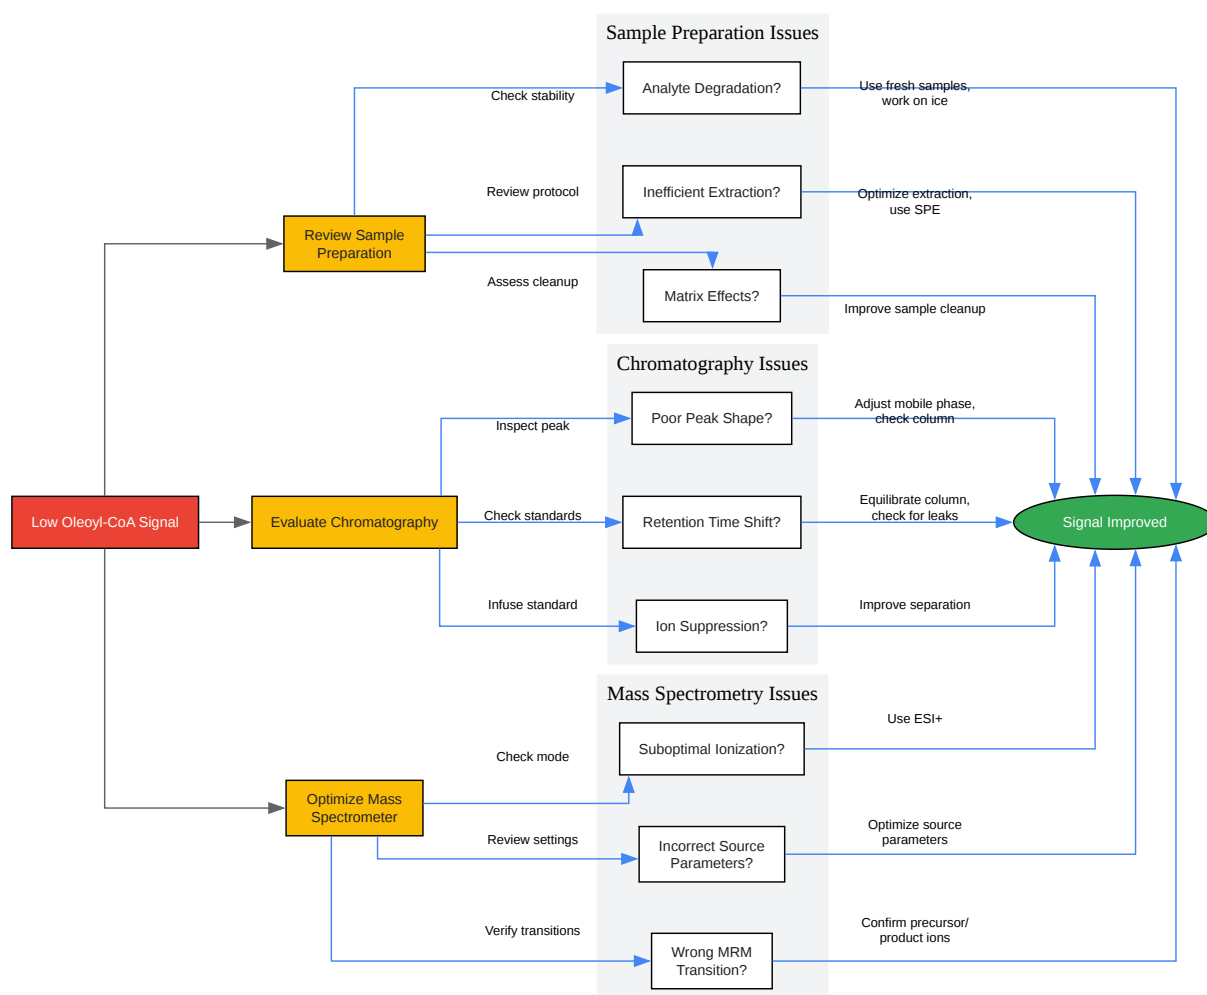 Sample Preparation Issues
Check stability
Analyte Degradation?
Use fresh samples,
work on ice
Review protocol
Inefficient Extraction?
Optimize extraction,
use SPE
Review Sample
Preparation
Assess cleanup
Matrix Effects?
Improve sample cleanup
Chromatography Issues
Inspect peak
Poor Peak Shape?
Adjust mobile phase,
check column
Low Oleoyl-CoA Signal
Evaluate Chromatography
Check standards
Retention Time Shift?
Equilibrate column,
check for leaks
Signal Improved
Infuse standard
Ion Suppression?
Improve separation
Mass Spectrometry Issues
Check mode
Suboptimal Ionization?
Use ESI+
Optimize Mass
Spectrometer
Review settings
Incorrect Source
Parameters?
Optimize source
parameters
Verify transitions
Wrong MRM
Transition?
Confirm precursor/
product ions